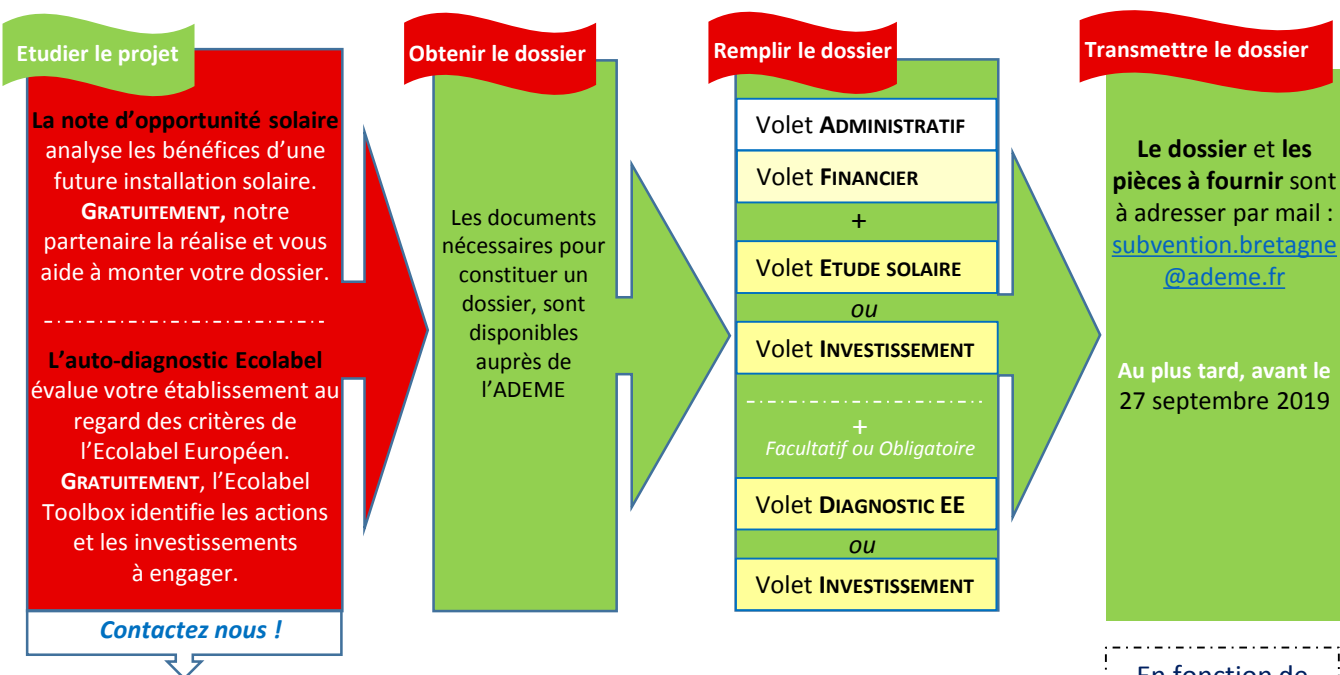 Etudier le projet
La note d'opportunité solaire
analyse les bénéfices d'une
future installation solaire.
GRATUITEMENT, notre
partenaire la réalise et vous
aide à monter votre dossier.
L'auto-diagnostic Ecolabel
évalue votre établissement au
regard des critères de
l'Ecolabel Européen.
GRATUITEMENT, l'Ecolabel
Toolbox identifie les actions
et les investissements
à engager.
Contactez nous !
Obtenir le dossier
Les documents
nécessaires pour
constituer un
dossier, sont
disponibles
auprès de
l'ADEME
Remplir le dossier
Volet ADMINISTRATIF
Volet FINANCIER
+
Volet ETUDE SOLAIRE
ou
Volet INVESTISSEMENT
+
Facultatif ou Obligatoire
Volet DIAGNOSTIC EE
ou
Volet INVESTISSEMENT
Transmettre le dossier
Le dossier et les
pièces à fournir sont
à adresser par mail :
subvention.bretagne
@ademe.fr
Au plus tard, avant le
27 septembre 2019
En fonction de